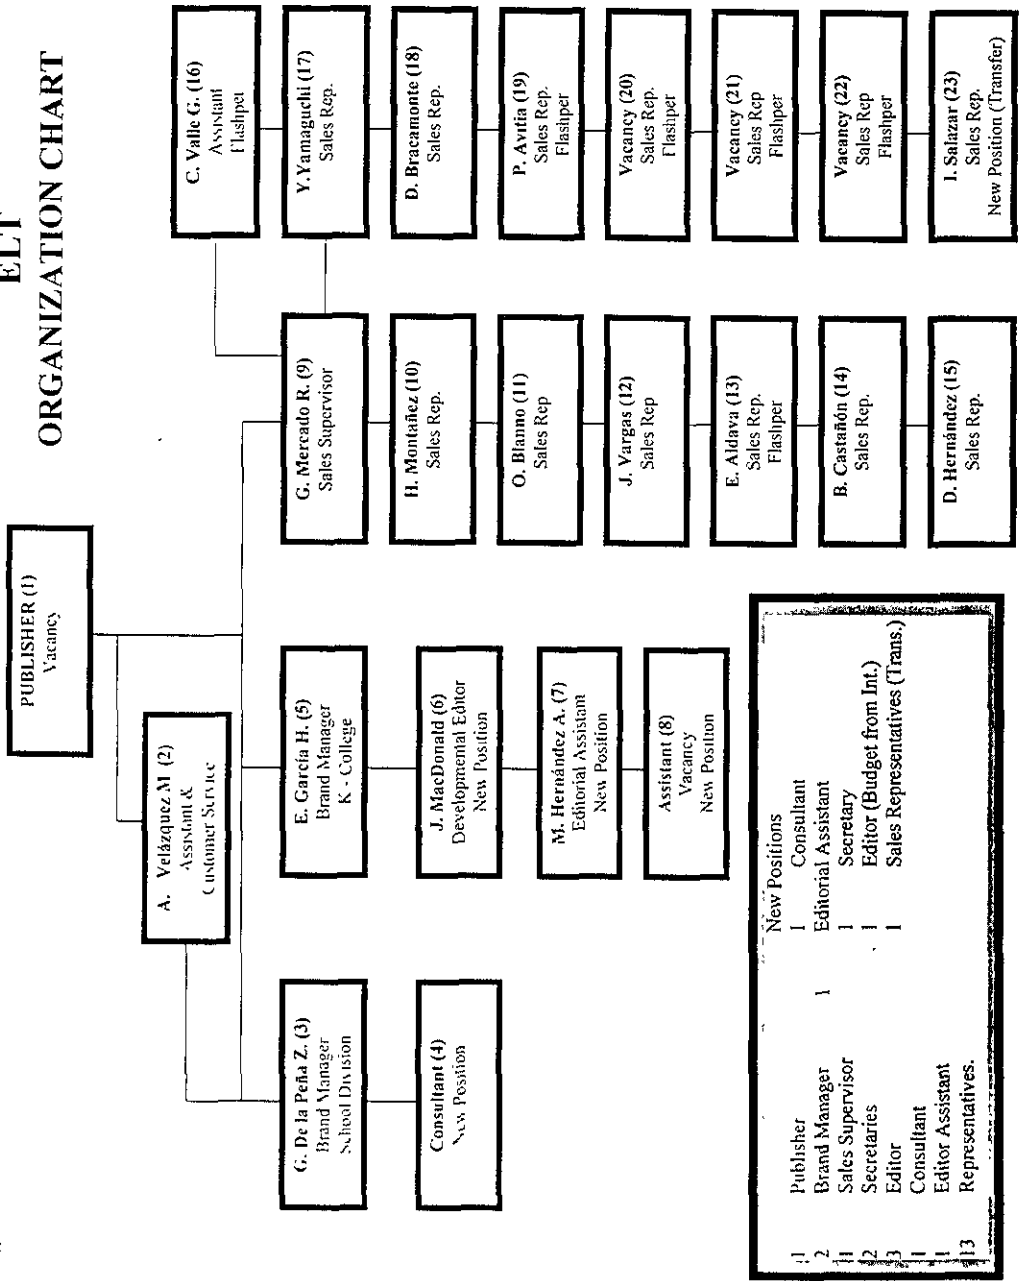 ELT
ORGANIZATION CHART
PUBLISHER (1)
Vacancy
A. Velázquez M (2)
Assistant &
Customer Service
G. De la Peña Z. (3)
Brand Manager
School Division
Consultant (4)
New Position
E. García H. (5)
Brand Manager
K - College
J. MacDonald (6)
Developmental Editor
New Position
M. Hernández A. (7)
Editorial Assistant
New Position
Assistant (8)
Vacancy
New Position
G. Mercado R. (9)
Sales Supervisor
H. Montañez (10)
Sales Rep.
O. Blanno (11)
Sales Rep
J. Vargas (12)
Sales Rep
E. Aldava (13)
Sales Rep.
Flashper
B. Castañón (14)
Sales Rep.
D. Hernández (15)
Sales Rep.
C. Valle G. (16)
Assistant
Flashper
Y.Yamaguchi (17)
Sales Rep.
D. Bracamonte (18)
Sales Rep.
P. Avitia (19)
Sales Rep.
Flashper
Vacancy (20)
Sales Rep.
Flashper
Vacancy (21)
Sales Rep
Flashper
Vacancy (22)
Sales Rep
Flashper
I. Salazar (23)
Sales Rep.
New Position (Transfer)
New Positions
1 Publisher 1 Consultant
2 Brand Manager 1 Editorial Assistant
1 Sales Supervisor 1 Secretary
2 Secretaries 1 Editor (Budget from Int.)
3 Editor 1 Sales Representatives (Trans.)
1 Consultant
1 Editor Assistant
13 Representatives.